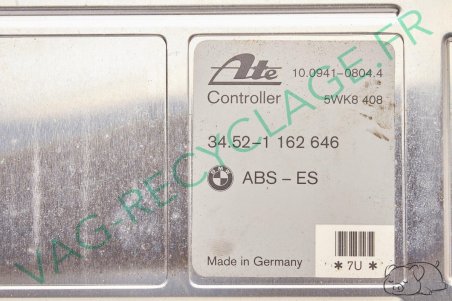 Ate 10.0941-0804.4
Controller 5WK8 408
34.52-1 162 646
BMW ABS - ES
Made in Germany
* 7U *
VAG-RECYCLAGE.FR